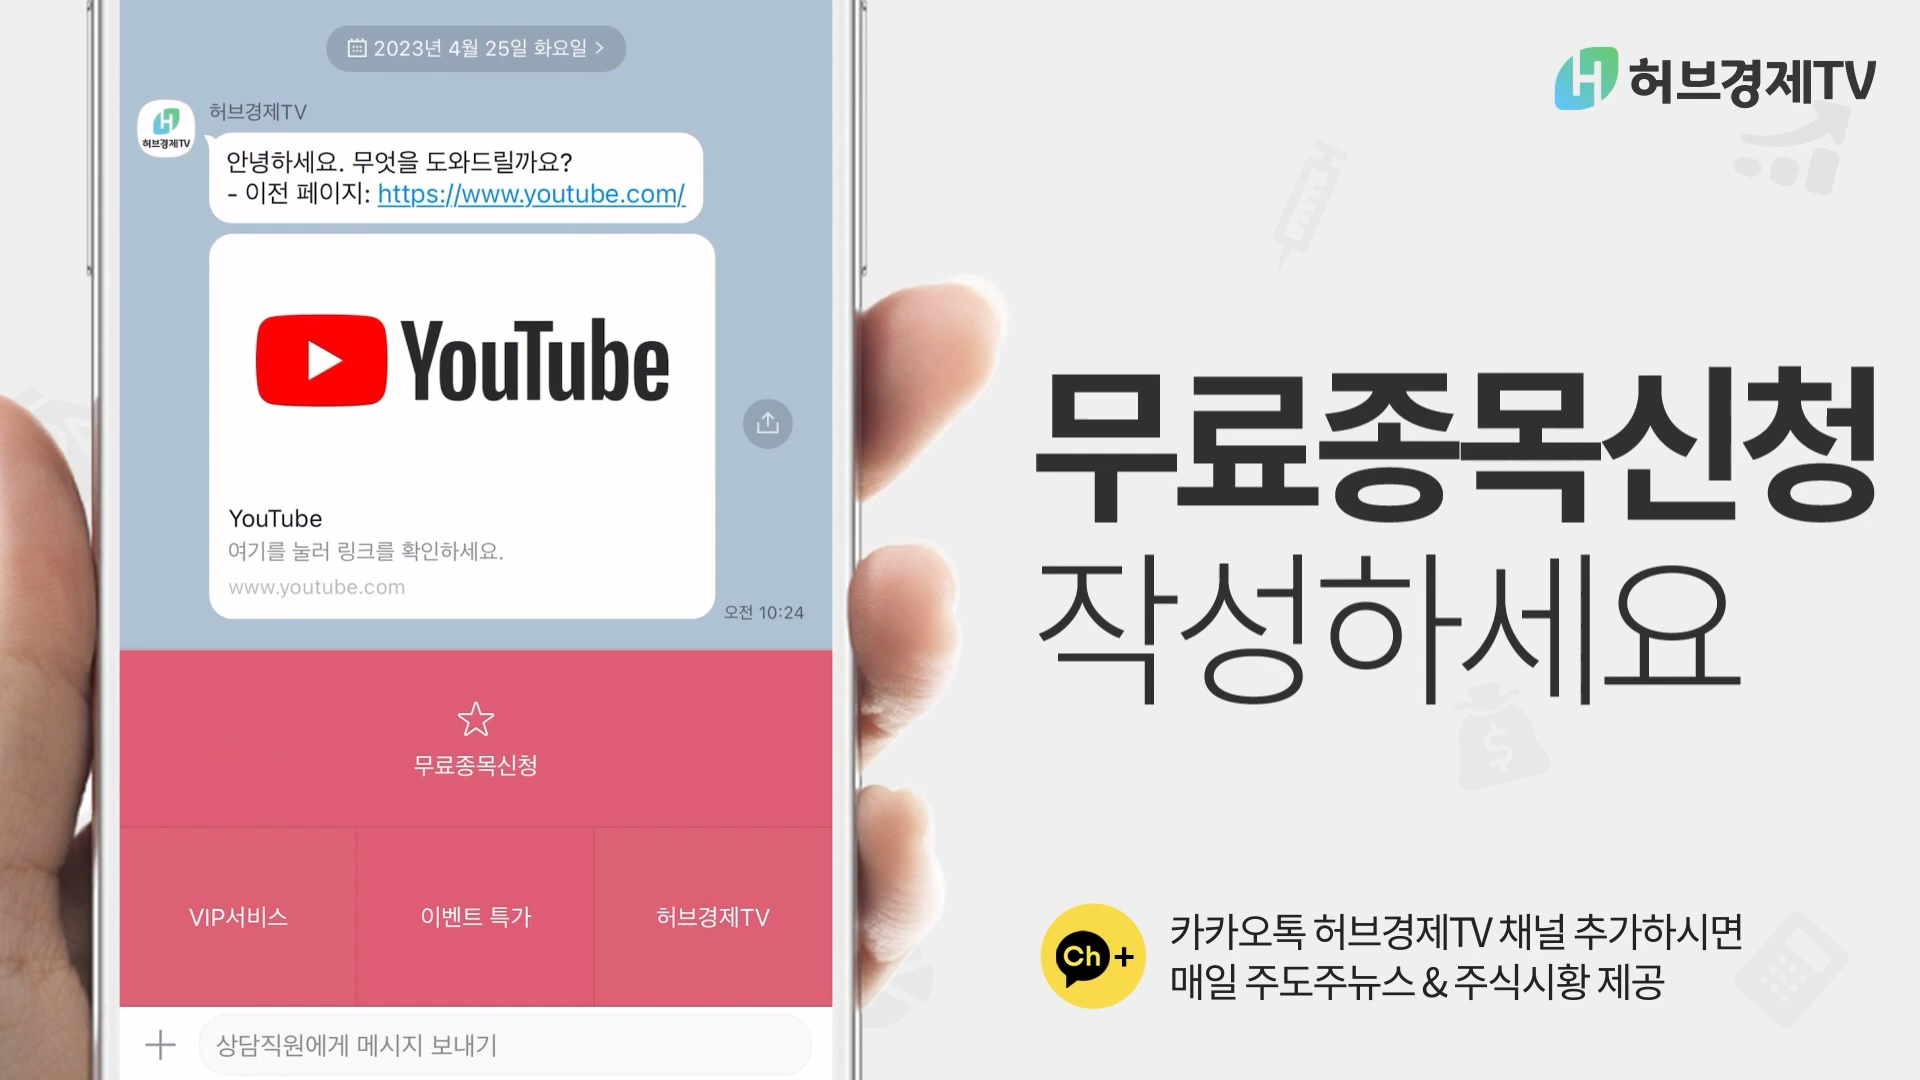 2023년 4월 25일 화요일 >
허브경제TV
허브경제TV
안녕하세요. 무엇을 도와드릴까요?
- 이전 페이지: https://www.youtube.com/
YouTube
YouTube
여기를 눌러 링크를 확인하세요.
www.youtube.com
오전 10:24
무료종목신청
VIP서비스
이벤트 특가
허브경제TV
상담직원에게 메시지 보내기
허브경제TV
무료종목신청
작성하세요
Ch+
카카오톡 허브경제TV 채널 추가하시면
매일 주도주뉴스 & 주식시황 제공